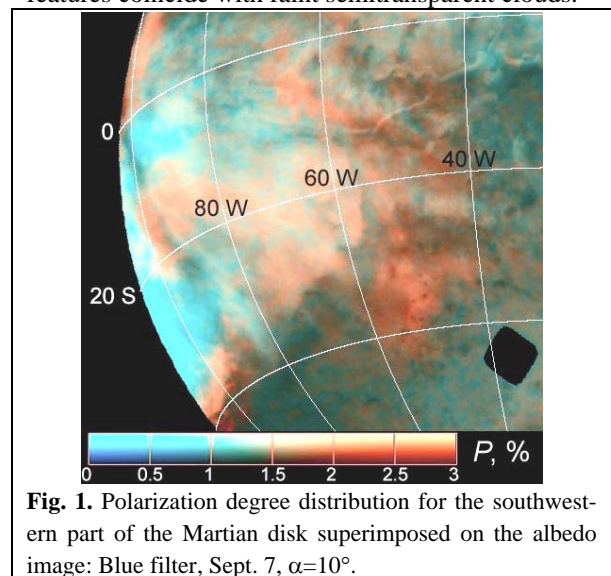 features coincide with faint semitransparent clouds.
0
40 W
60 W
80 W
20 S
P, %
0 0.5 1 1.5 2 2.5 3
Fig. 1. Polarization degree distribution for the southwest-
ern part of the Martian disk superimposed on the albedo
image: Blue filter, Sept. 7, α=10°.